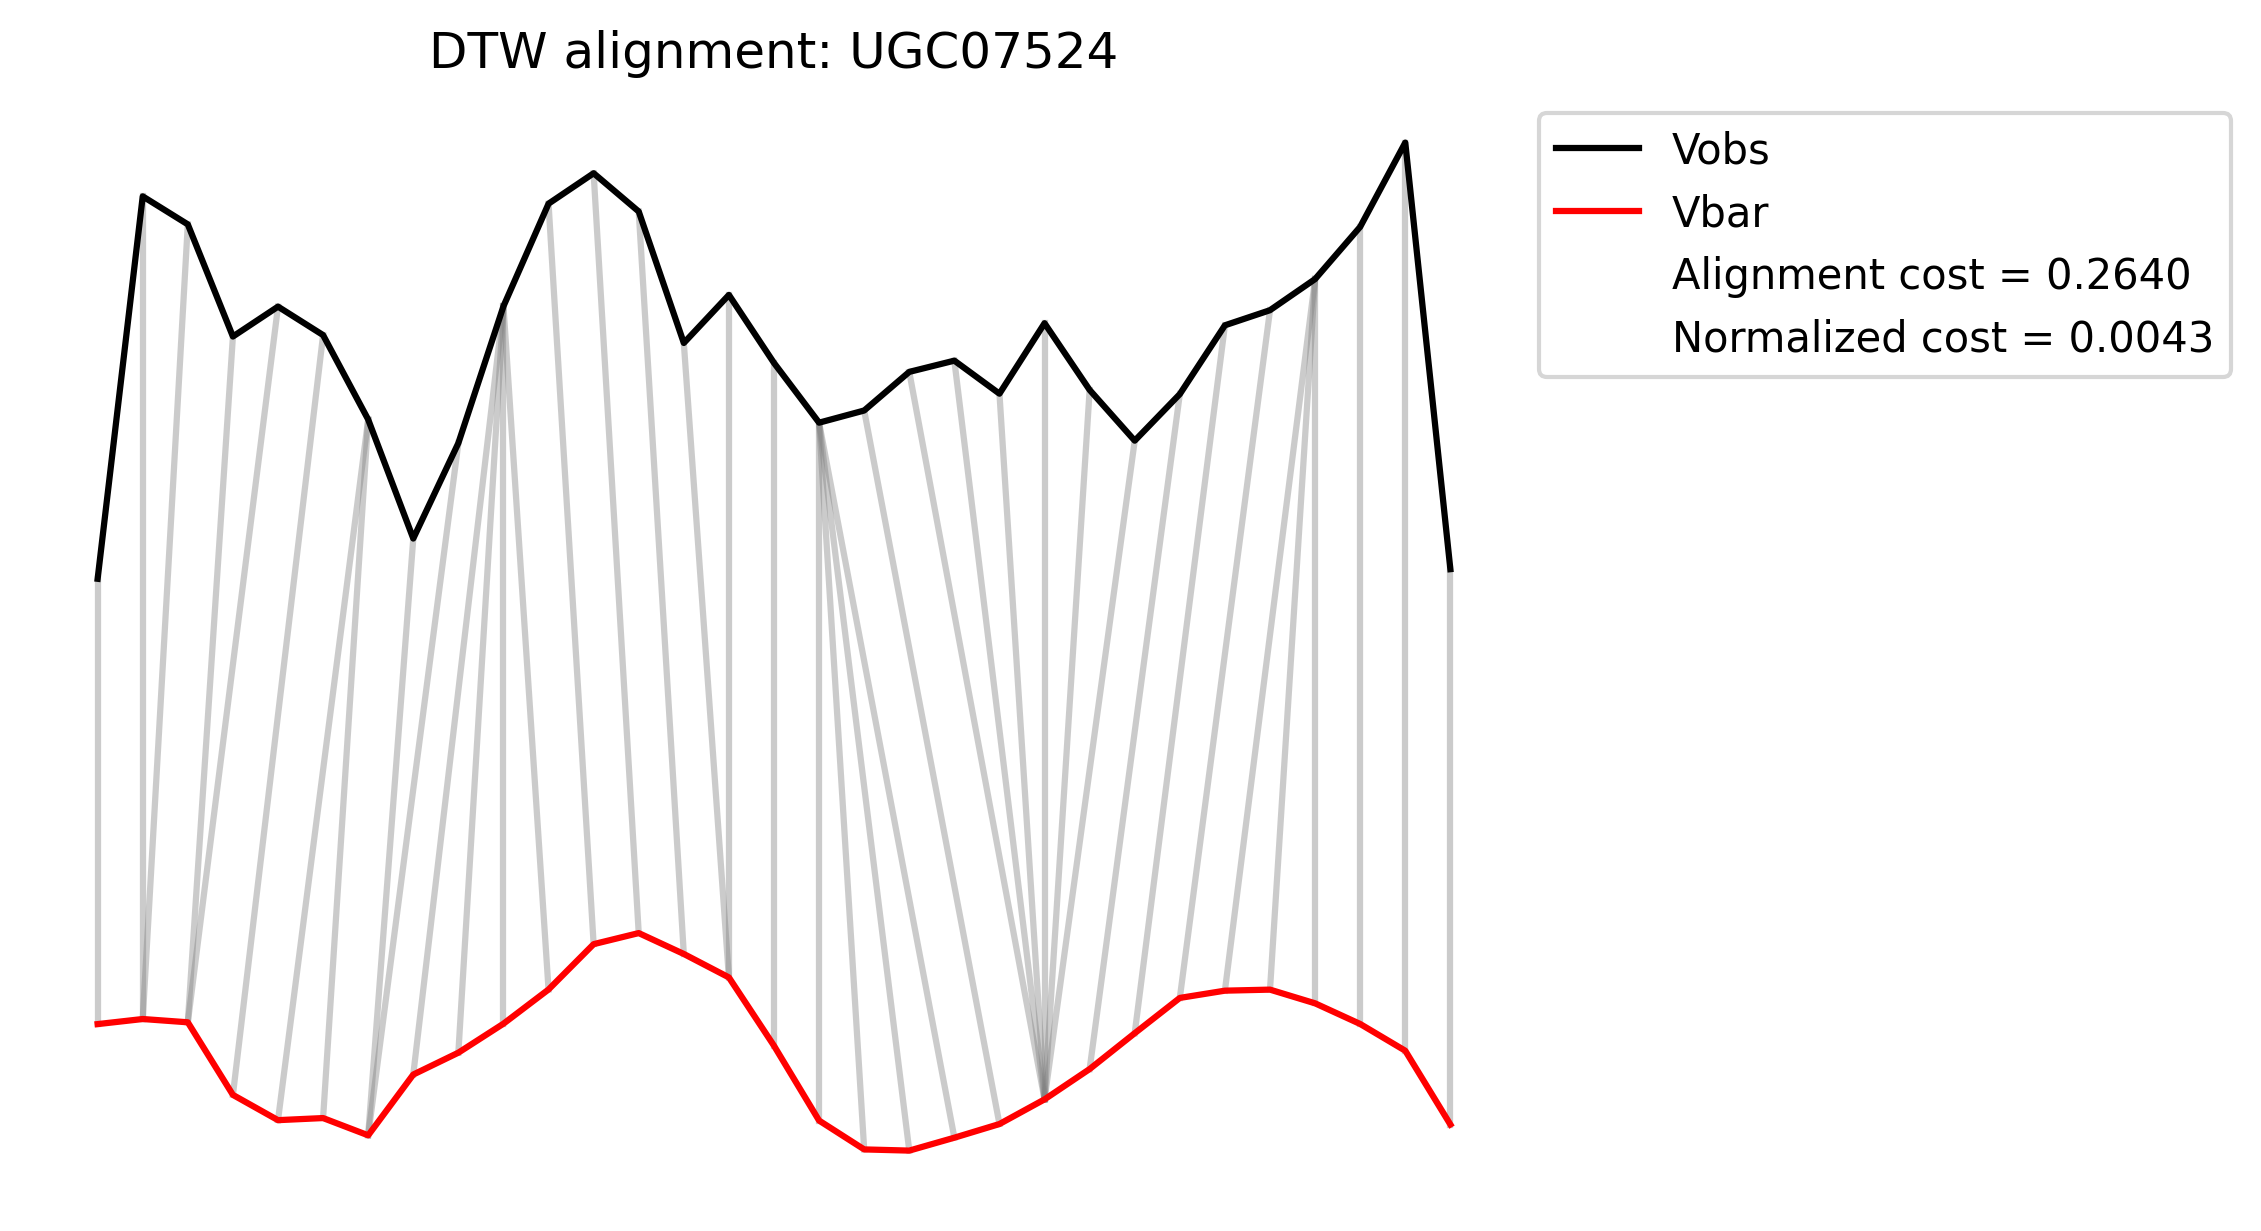 DTW alignment: UGC07524
Vobs
Vbar
Alignment cost = 0.2640
Normalized cost = 0.0043